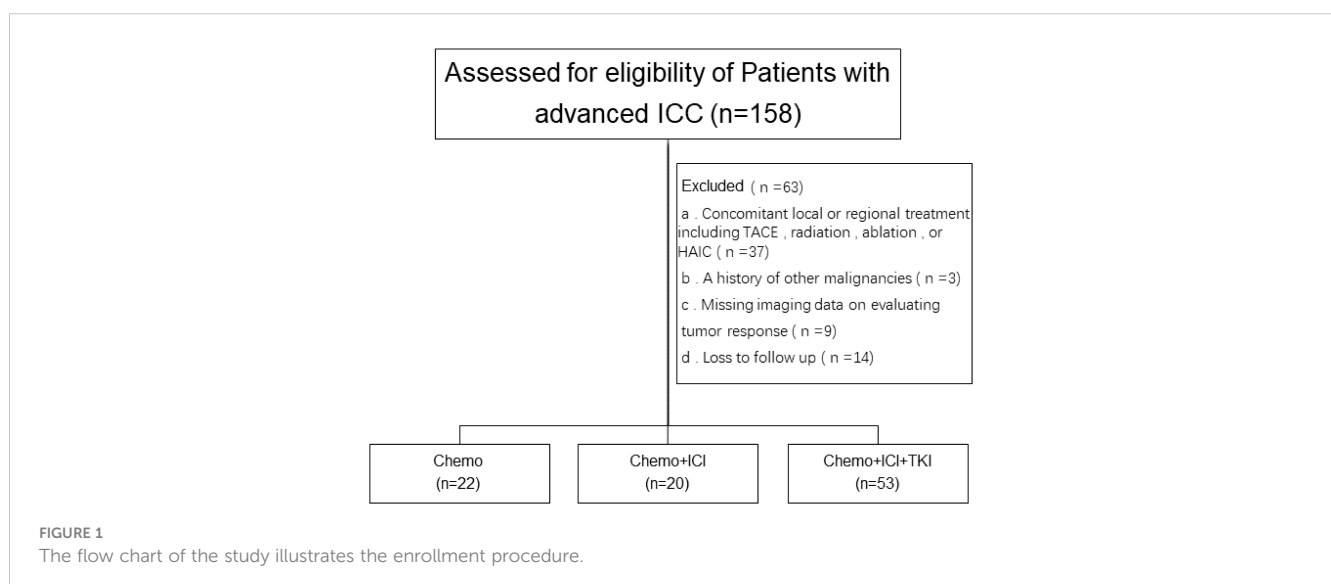 Assessed for eligibility of Patients with
advanced ICC (n=158)
Excluded ( n =63)
a . Concomitant local or regional treatment
including TACE , radiation , ablation , or
HAIC ( n =37)
b . A history of other malignancies ( n =3)
c . Missing imaging data on evaluating
tumor response ( n =9)
d . Loss to follow up ( n =14)
Chemo
(n=22)
Chemo+ICI
(n=20)
Chemo+ICI+TKI
(n=53)
FIGURE 1
The flow chart of the study illustrates the enrollment procedure.